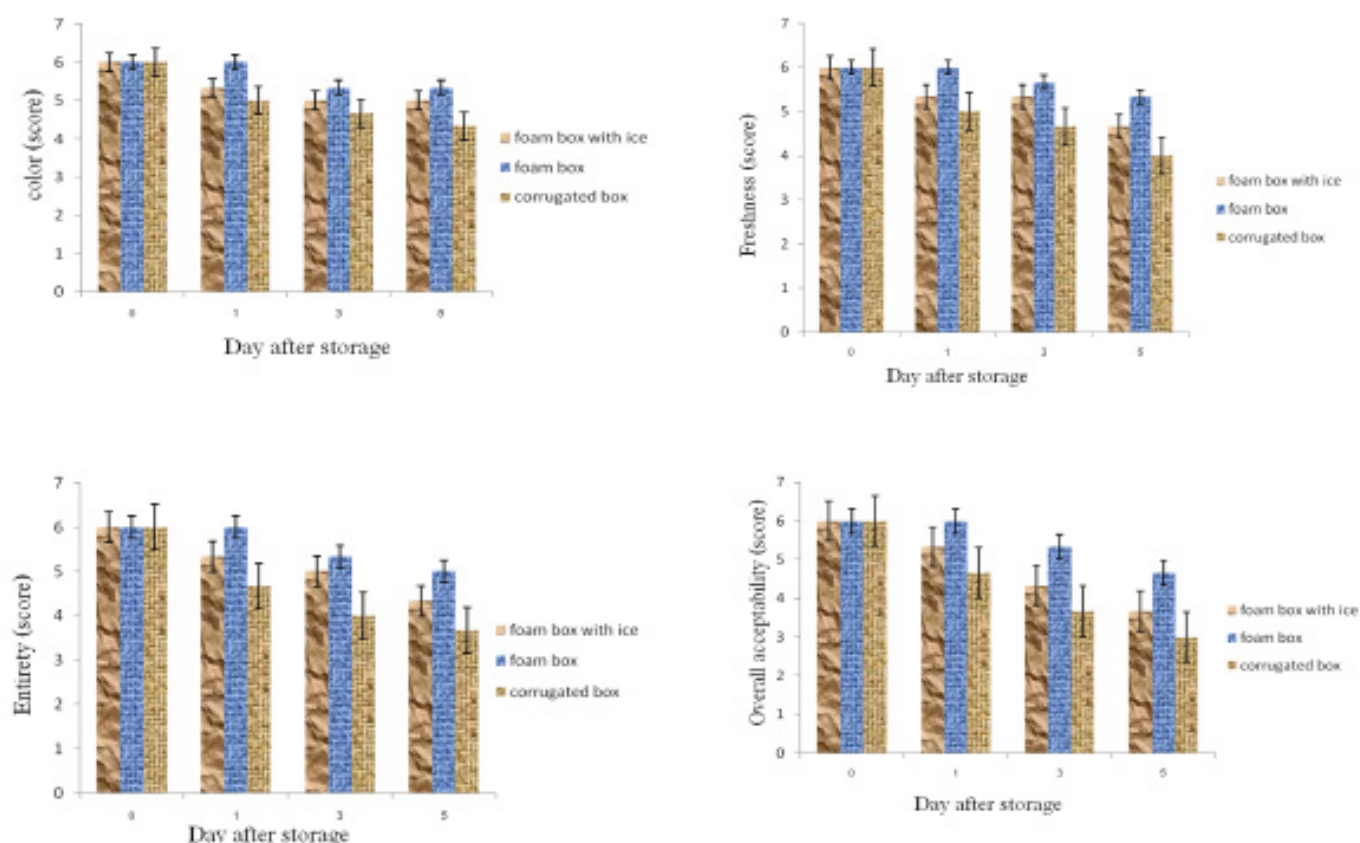 7
6
5
4
3
2
1
0
color (score)
0 1 3
Day after storage
foam box with ice
foam box
corrugated box
7
6
5
4
3
2
1
0
Freshness (score)
0 1 3 5
Day after storage
foam box with ice
foam box
corrugated box
7
6
5
4
3
2
1
0
Entirety (score)
0 1 3 5
Day after storage
foam box with ice
foam box
corrugated box
7
6
5
4
3
2
1
0
Overall acceptability (score)
0 1 3 5
Day after storage
foam box with ice
foam box
corrugated box